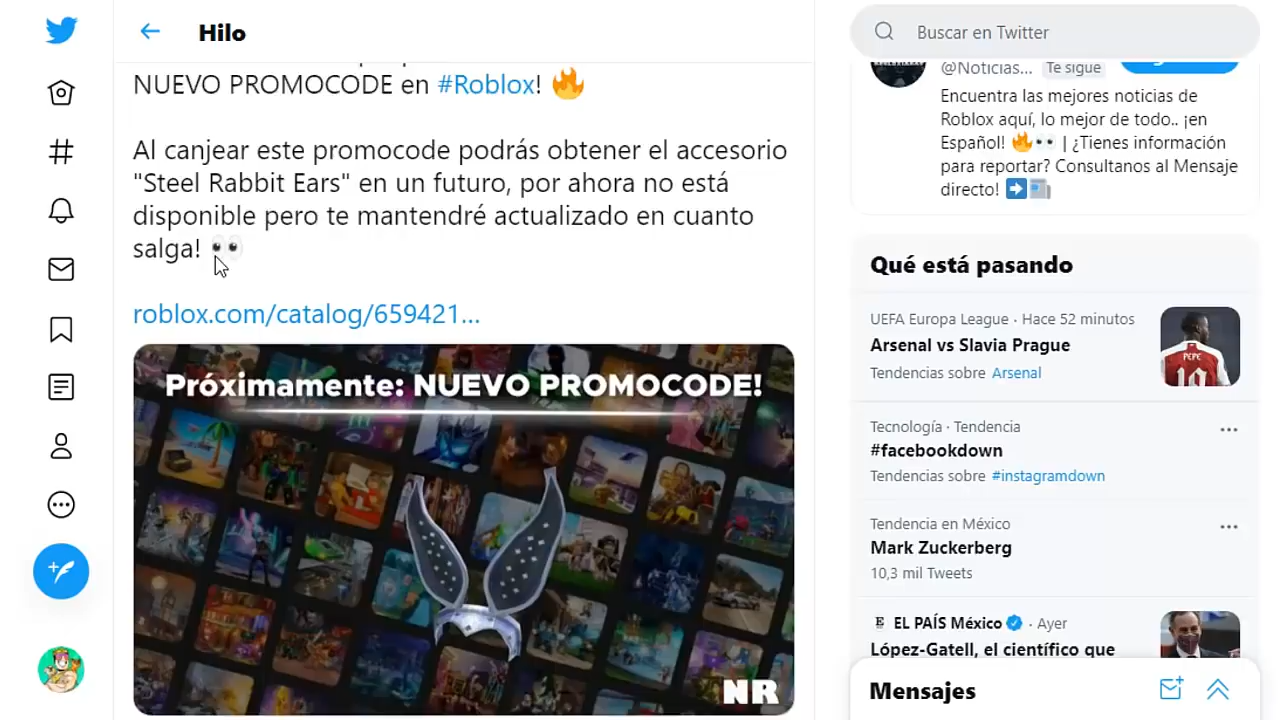 Hilo
NUEVO PROMOCODE en #Roblox! 🔥
Al canjear este promocode podrás obtener el accesorio
"Steel Rabbit Ears" en un futuro, por ahora no está
disponible pero te mantendré actualizado en cuanto
salga! 👀
roblox.com/catalog/659421...
Próximamente: NUEVO PROMOCODE!
NR
Buscar en Twitter
@Noticias... Te sigue
Encuentra las mejores noticias de
Roblox aquí, lo mejor de todo.. ¡en
Español! 🔥👀 | ¿Tienes información
para reportar? Consultanos al Mensaje
directo! ➡️📰
Qué está pasando
UEFA Europa League · Hace 52 minutos
Arsenal vs Slavia Prague
Tendencias sobre Arsenal
PEPE
Tecnología · Tendencia
#facebookdown
Tendencias sobre #instagramdown
Tendencia en México
Mark Zuckerberg
10,3 mil Tweets
EL PAÍS México · Ayer
López-Gatell, el científico que
Mensajes